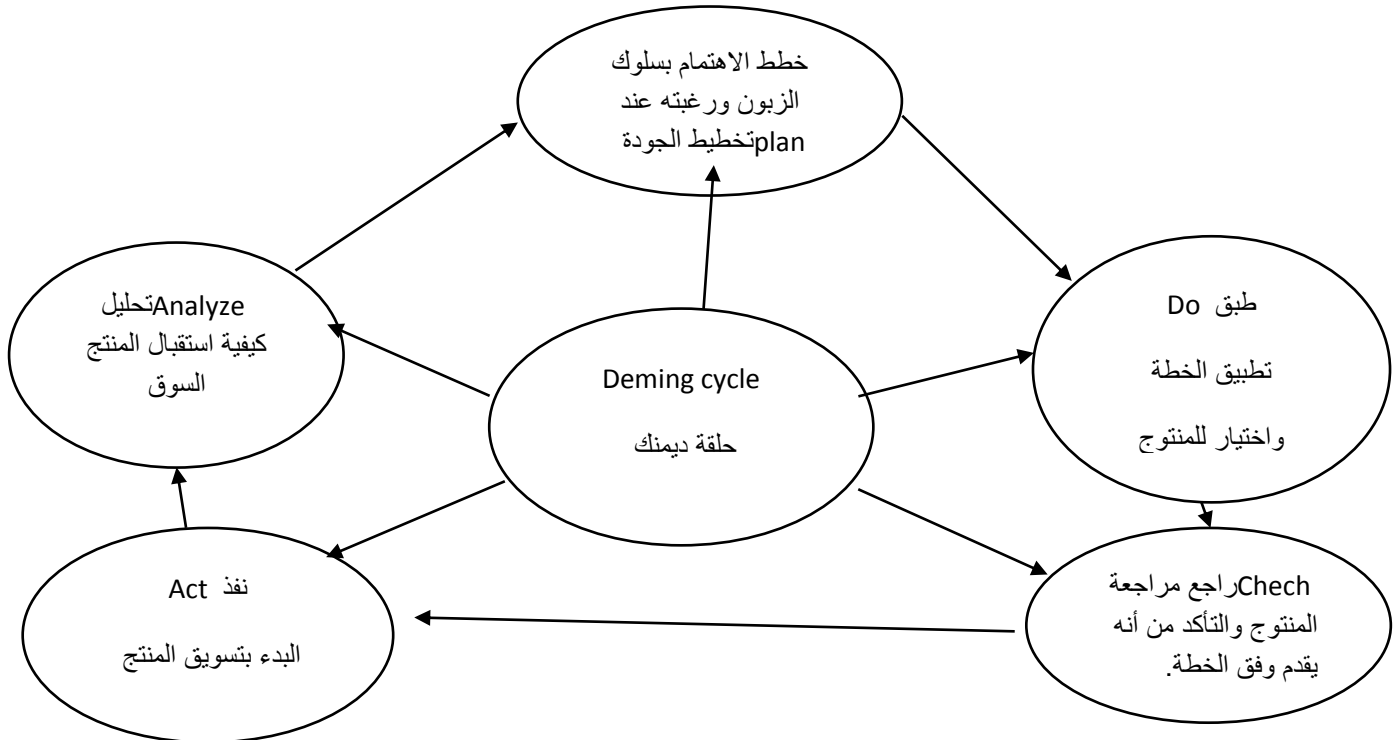 خطط الاهتمام بسلوك
الزبون ورغبته عند
planتخطيط الجودة
Analyzeتحليل
كيفية استقبال المنتج
السوق
Deming cycle
حلقة ديمنك
طبق Do
تطبيق الخطة
واختيار للمنتوج
Chechراجع مراجعة
المنتوج والتأكد من أنه
يقدم وفق الخطة.
نفذ Act
البدء بتسويق المنتج